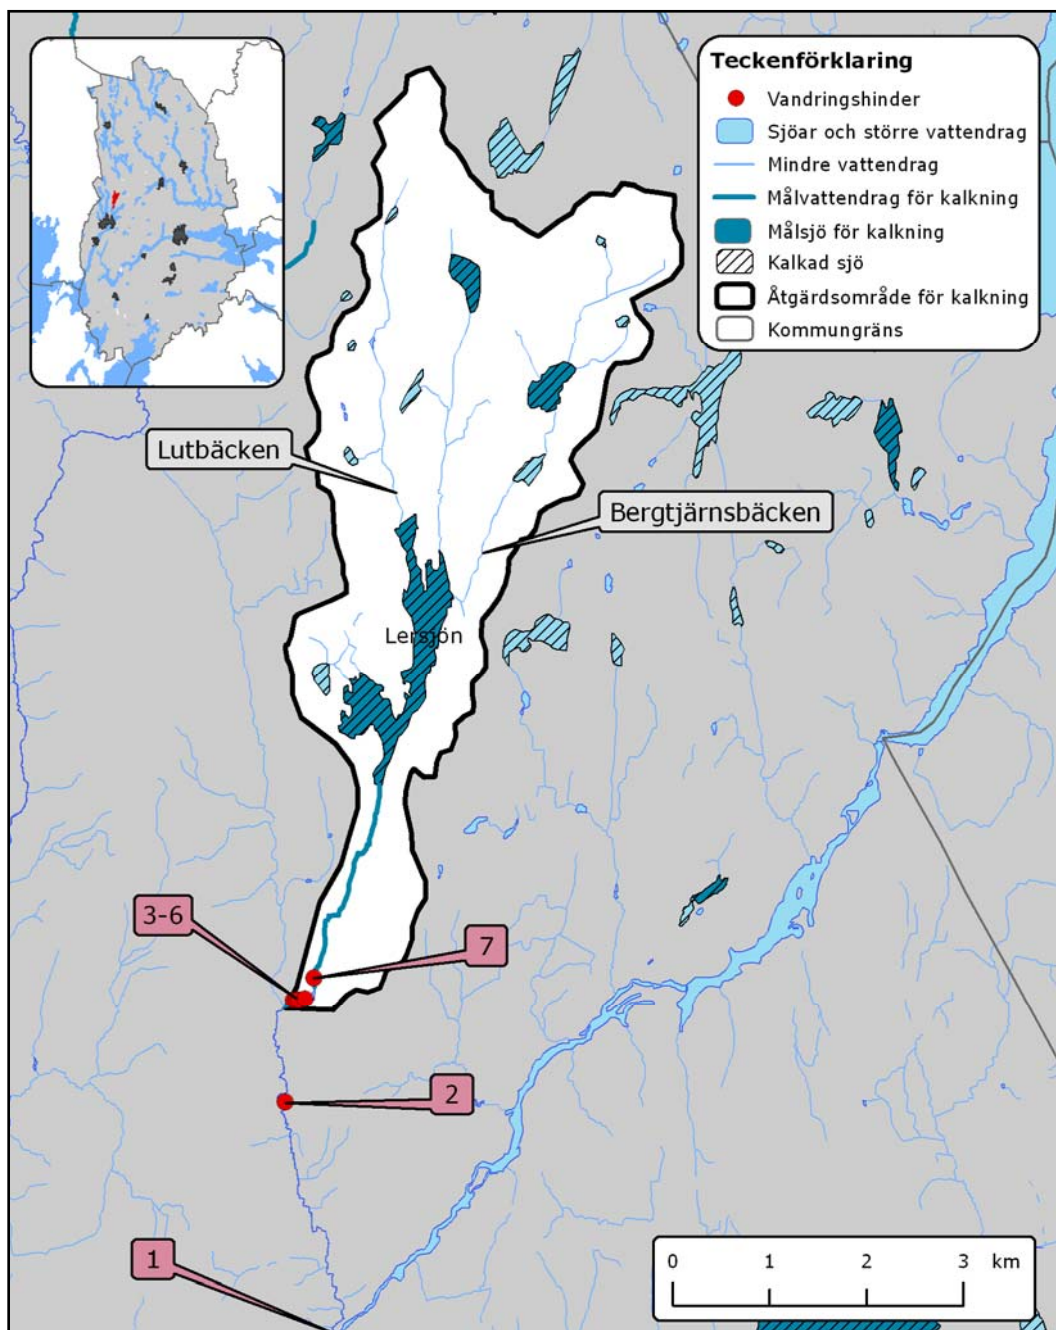 Teckenförklaring
Vandringshinder
Sjöar och större vattendrag
Mindre vattendrag
Målvattendrag för kalkning
Målsjö för kalkning
Kalkad sjö
Åtgärdsområde för kalkning
Kommungräns
Lutbäcken
Bergtjärnsbäcken
Lersjön
3-6
7
2
1
0 1 2 3 km